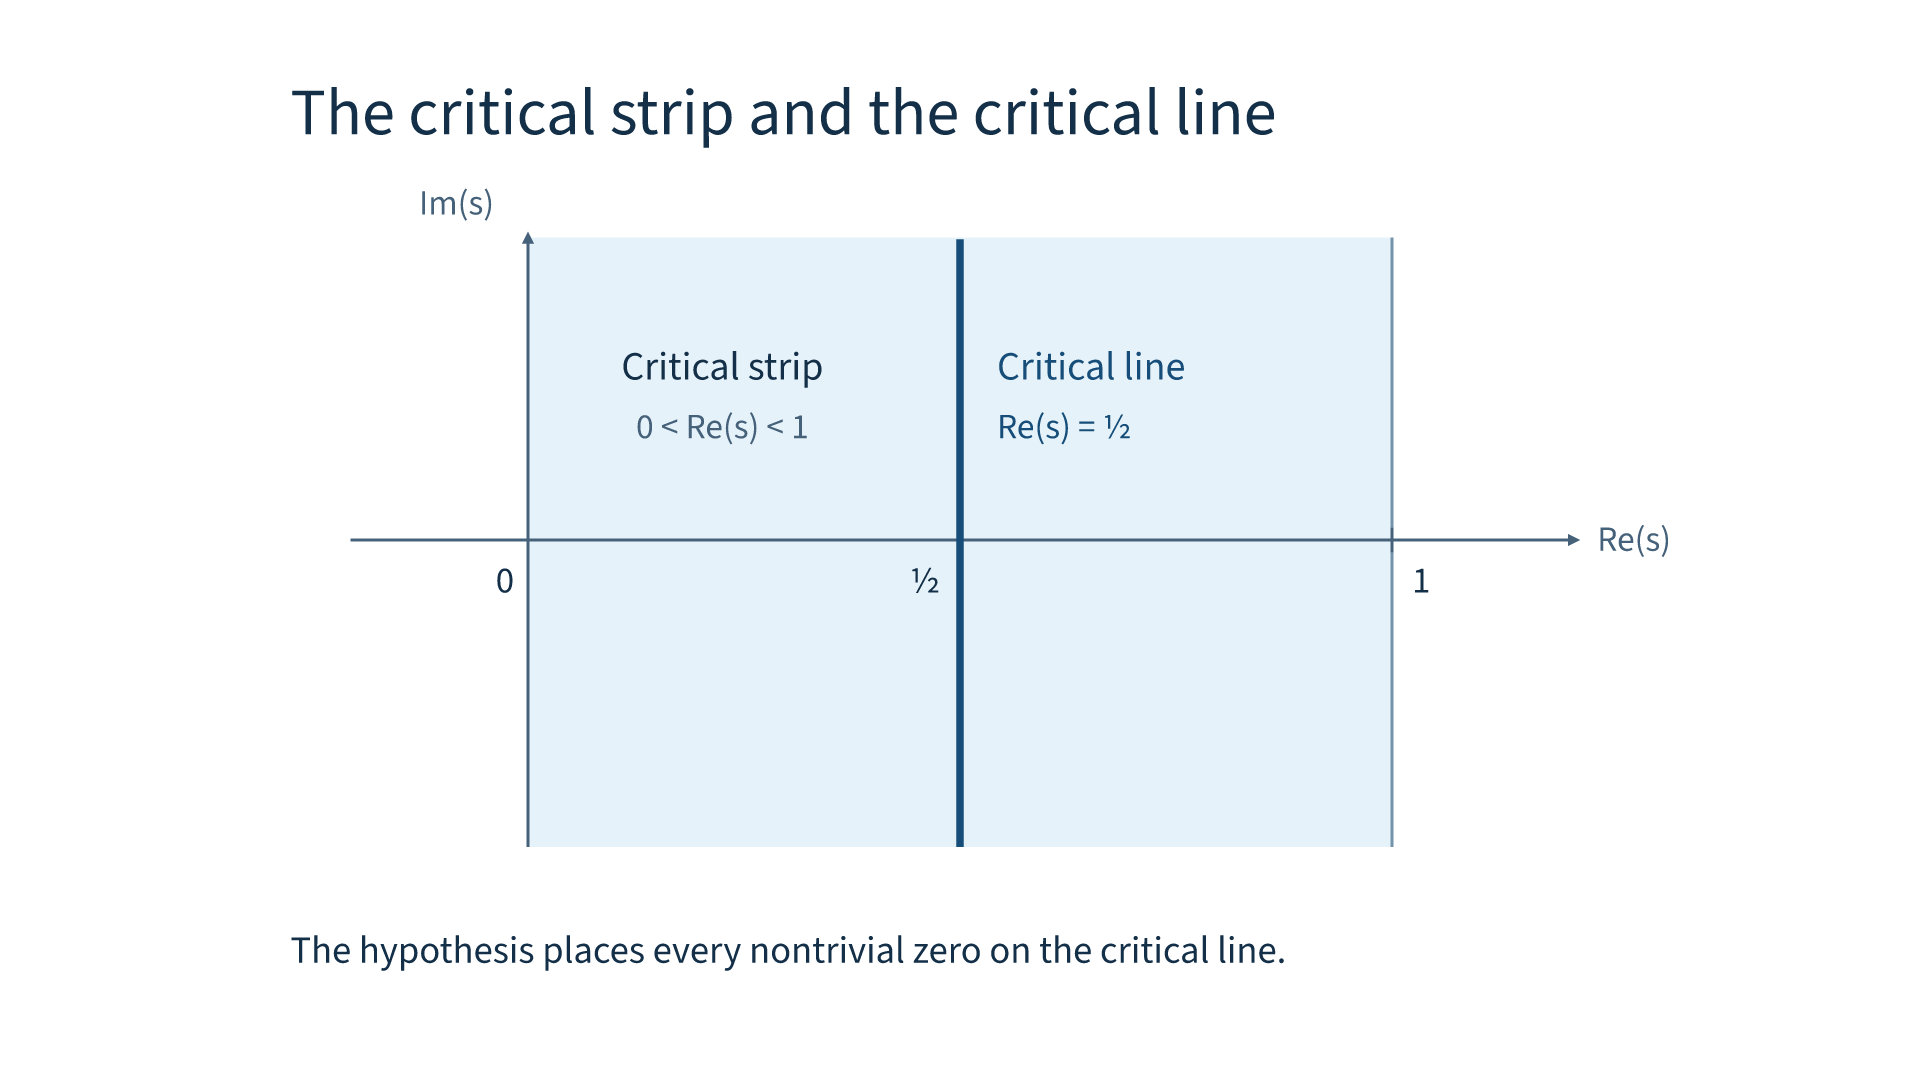 The critical strip and the critical line
Im(s)
Critical strip
Critical line
0 < Re(s) < 1
Re(s) = ½
Re(s)
0
½
1
The hypothesis places every nontrivial zero on the critical line.